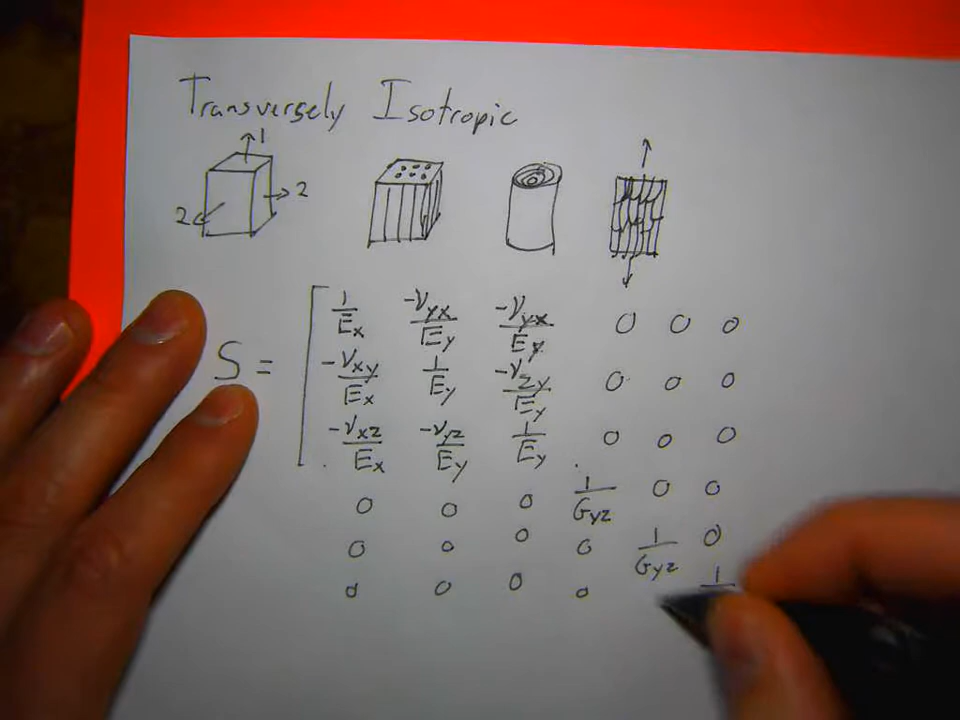 Transversely Isotropic
1
2 2
S = [ 1/Ex -νyx/Ey -νyx/Ey 0 0 0
-νxy/Ex 1/Ey -νzy/Ey 0 0 0
-νxz/Ex -νyz/Ey 1/Ey 0 0 0
0 0 0 1/Gyz 0 0
0 0 0 0 1/Gyz 0
0 0 0 0 1